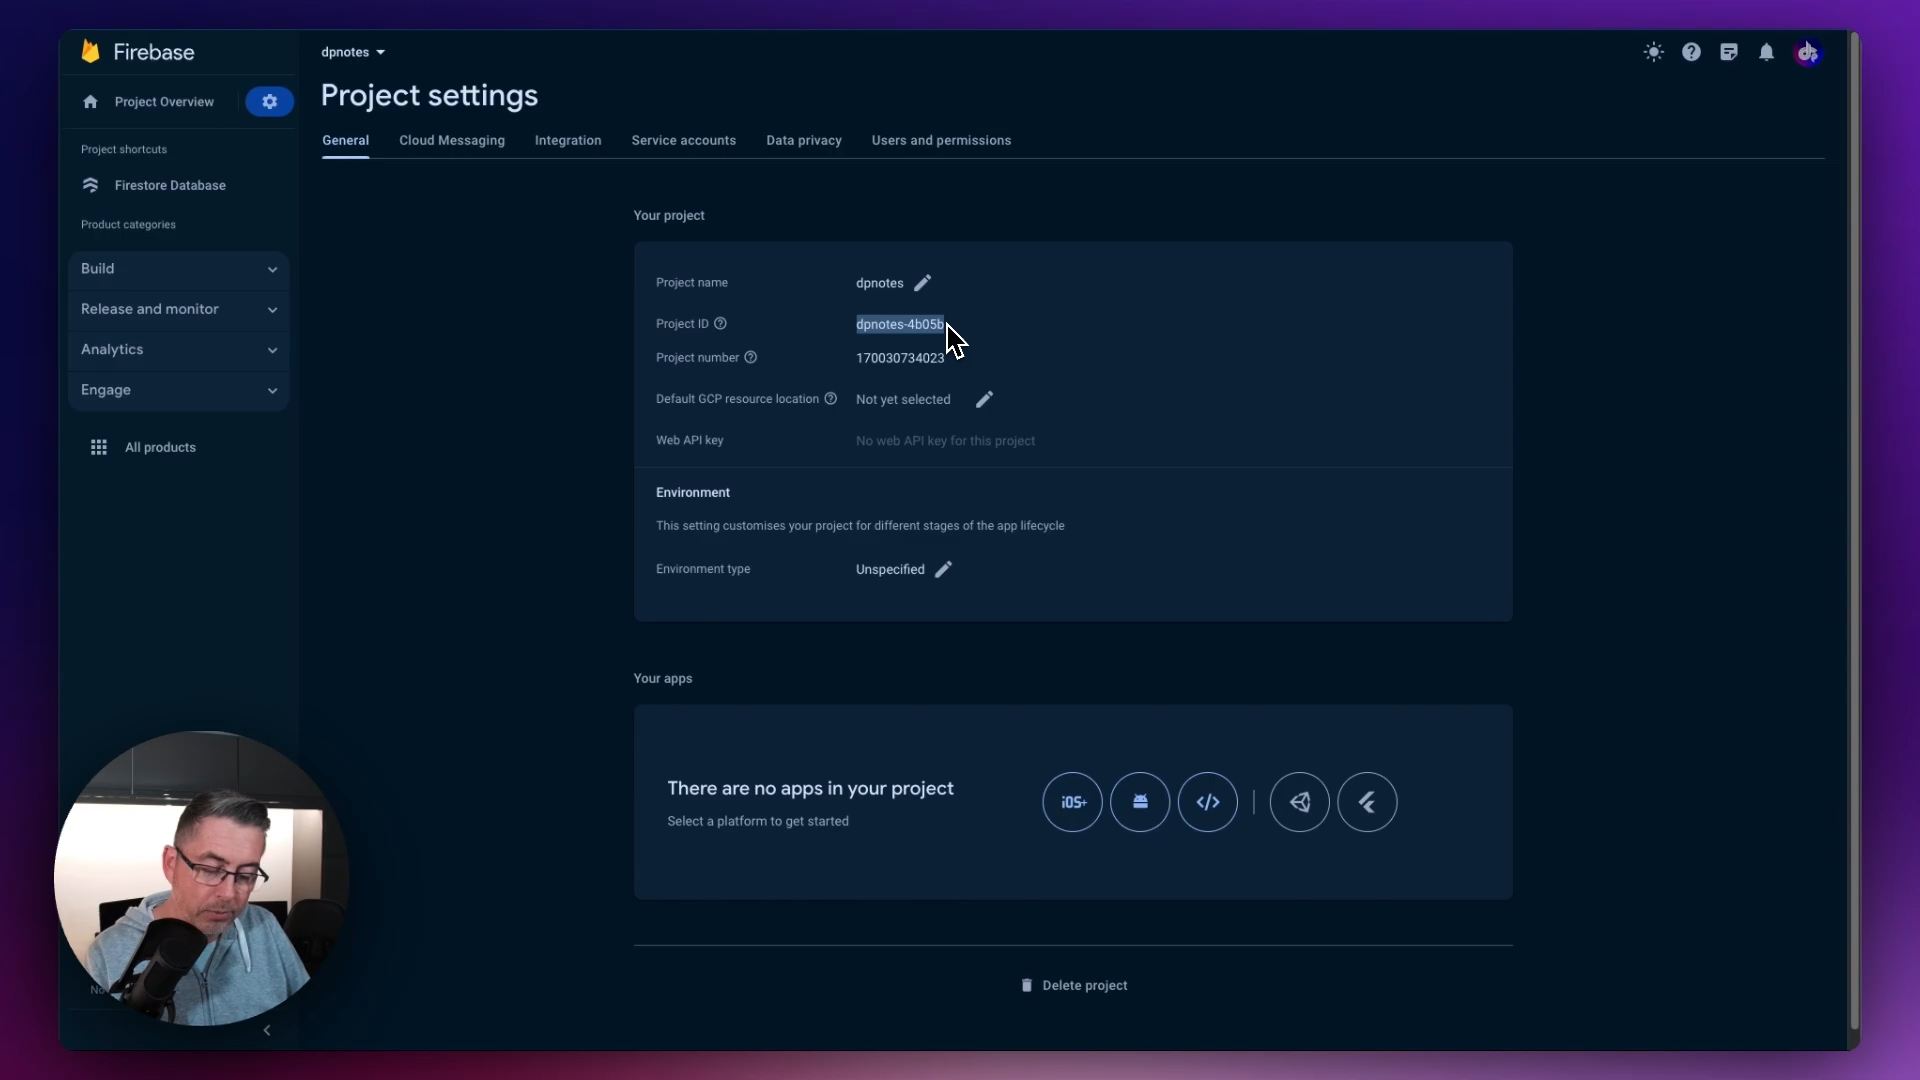 Firebase
dpnotes
Project settings
Project Overview
General
Cloud Messaging
Integration
Service accounts
Data privacy
Users and permissions
Project shortcuts
Firestore Database
Product categories
Build
Release and monitor
Analytics
Engage
All products
Your project
Project name
dpnotes
Project ID
dpnotes-4b05b
Project number
170030734023
Default GCP resource location
Not yet selected
Web API key
No web API key for this project
Environment
This setting customises your project for different stages of the app lifecycle
Environment type
Unspecified
Your apps
There are no apps in your project
Select a platform to get started
iOS+
</>
Delete project